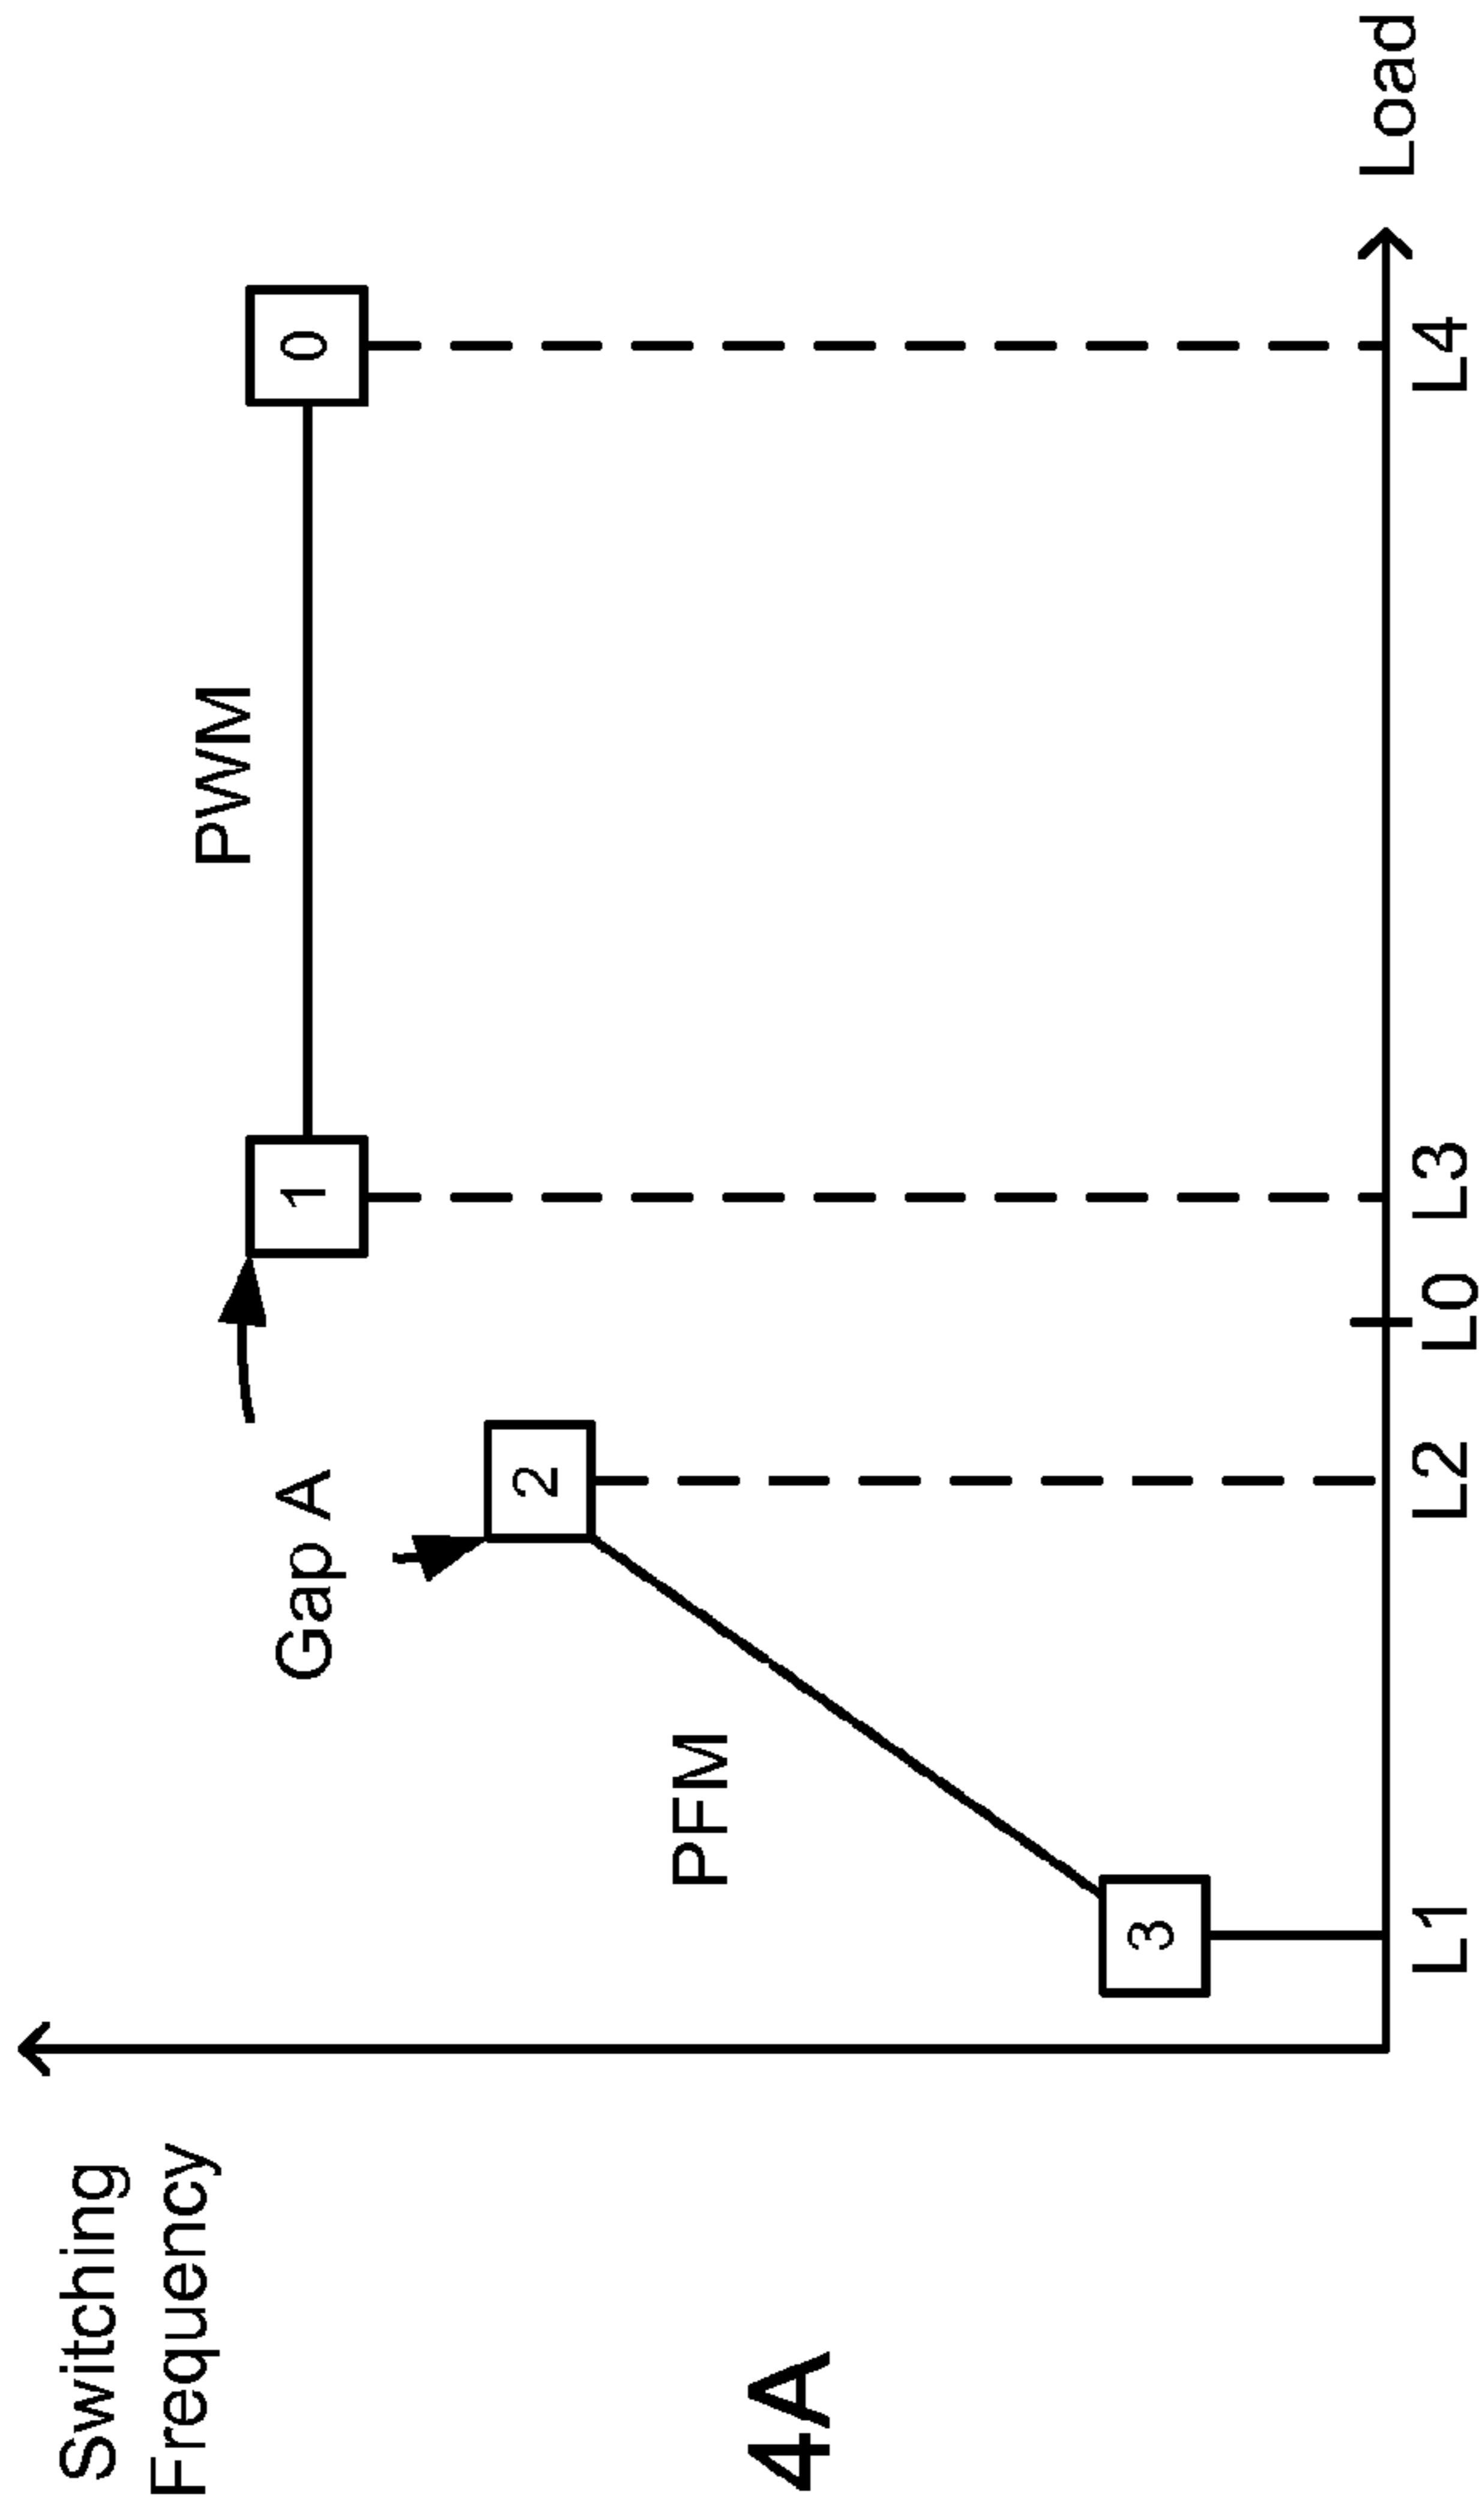 Switching
Frequency
PWM
1
0
Gap A
2
PFM
3
4A
Load
L1
L2
L0
L3
L4